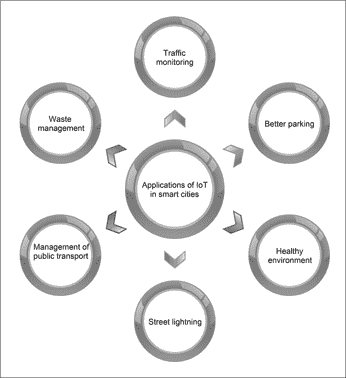 Traffic
monitoring
Waste
management
Better parking
Applications of IoT
in smart cities
Management of
public transport
Healthy
environment
Street lightning